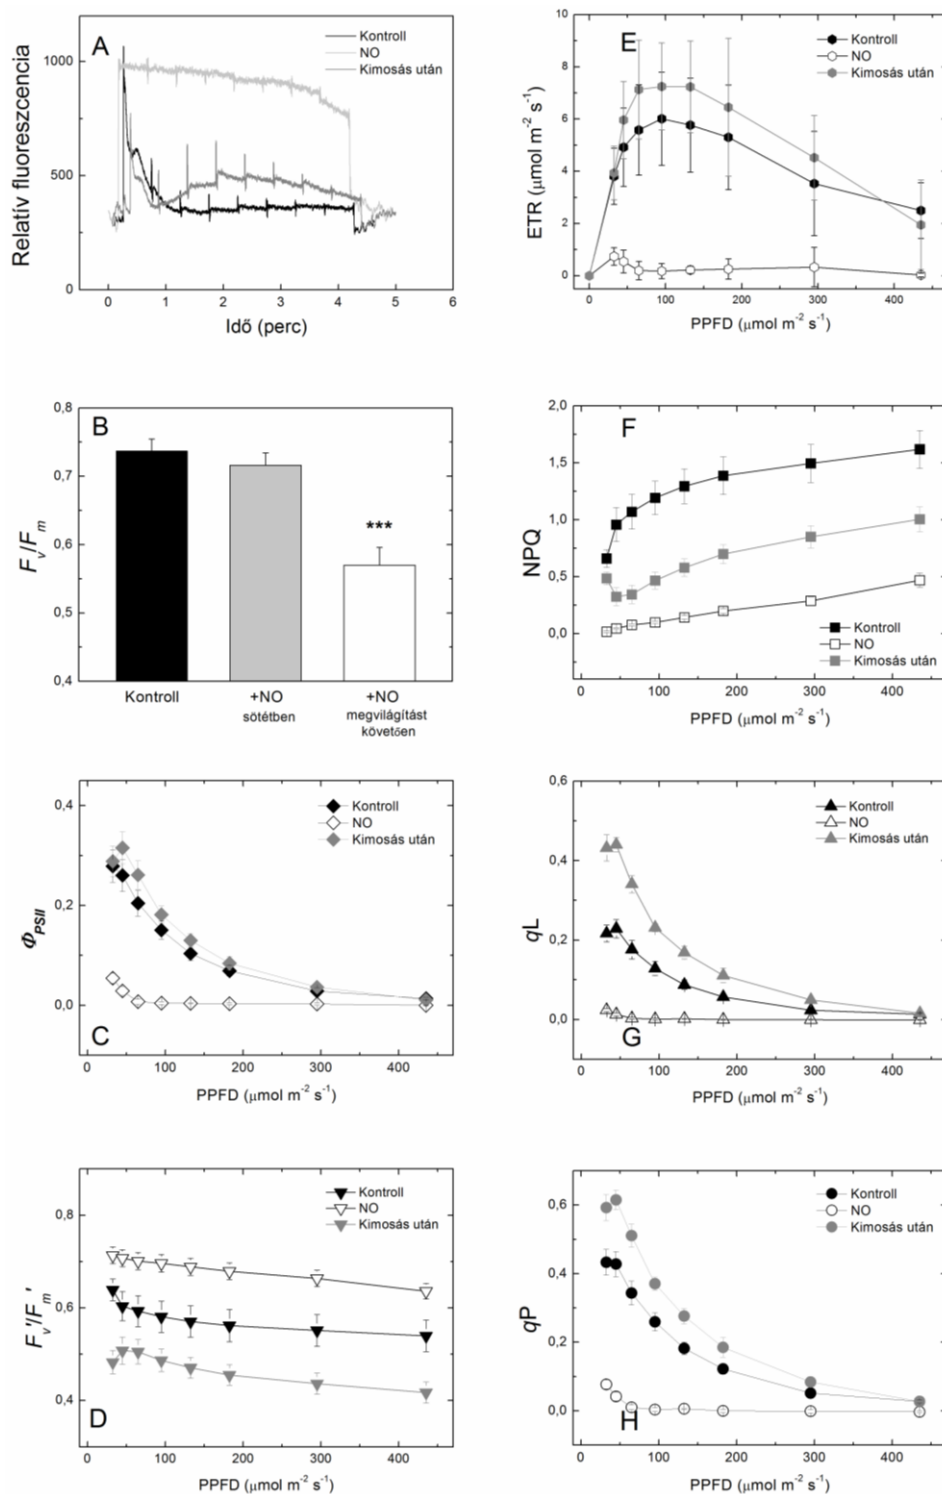 A
Kontroll
NO
Kimosás után
1000
500
0
Relatív fluoreszcencia
0 1 2 3 4 5 6
Idő (perc)
E
Kontroll
NO
Kimosás után
10
8
6
4
2
0
ETR (μmol m⁻² s⁻¹)
0 100 200 300 400
PPFD (μmol m⁻² s⁻¹)
B
0,8
0,7
0,6
0,5
0,4
Fv/Fm
***
Kontroll
+NO
sötétben
+NO
megvilágítást
követően
F
2,0
1,5
1,0
0,5
0,0
NPQ
Kontroll
NO
Kimosás után
0 100 200 300 400
PPFD (μmol m⁻² s⁻¹)
Kontroll
NO
Kimosás után
0,4
0,2
0,0
ΦPSII
C
0 100 200 300 400
PPFD (μmol m⁻² s⁻¹)
Kontroll
NO
Kimosás után
0,6
0,4
0,2
0,0
qL
G
0 100 200 300 400
PPFD (μmol m⁻² s⁻¹)
Kontroll
NO
Kimosás után
0,8
0,6
0,4
Fv'/Fm'
D
0 100 200 300 400
PPFD (μmol m⁻² s⁻¹)
Kontroll
NO
Kimosás után
0,6
0,4
0,2
0,0
qP
H
0 100 200 300 400
PPFD (μmol m⁻² s⁻¹)